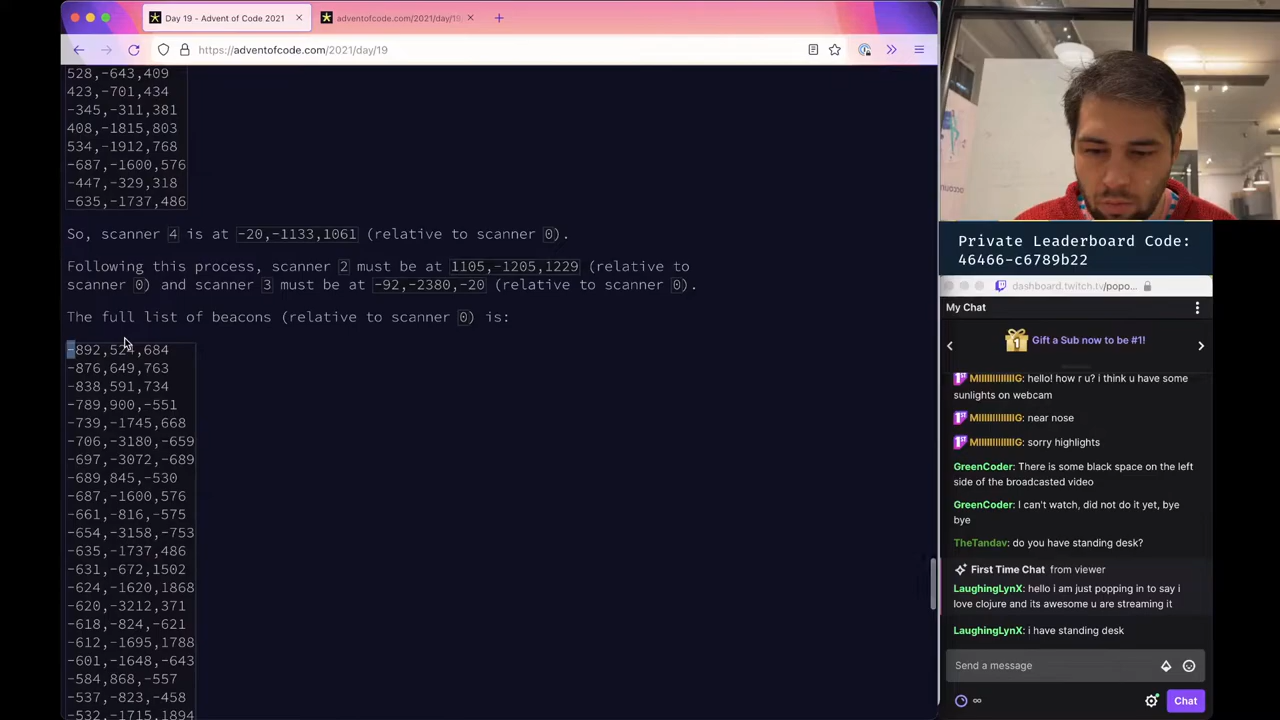 Day 19 - Advent of Code 2021
adventofcode.com/2021/day/19
https://adventofcode.com/2021/day/19
528,-643,409
423,-701,434
-345,-311,381
408,-1815,803
534,-1912,768
-687,-1600,576
-447,-329,318
-635,-1737,486
So, scanner 4 is at -20,-1133,1061 (relative to scanner 0).
Following this process, scanner 2 must be at 1105,-1205,1229 (relative to
scanner 0) and scanner 3 must be at -92,-2380,-20 (relative to scanner 0).
The full list of beacons (relative to scanner 0) is:
-892,524,684
-876,649,763
-838,591,734
-789,900,-551
-739,-1745,668
-706,-3180,-659
-697,-3072,-689
-689,845,-530
-687,-1600,576
-661,-816,-575
-654,-3158,-753
-635,-1737,486
-631,-672,1502
-624,-1620,1868
-620,-3212,371
-618,-824,-621
-612,-1695,1788
-601,-1648,-643
-584,868,-557
-537,-823,-458
-532,-1715,1894
Private Leaderboard Code:
46466-c6789b22
dashboard.twitch.tv/popo...
My Chat
1
Gift a Sub now to be #1!
MIIIIIIIIIIIG: hello! how r u? i think u have some
sunlights on webcam
MIIIIIIIIIIIG: near nose
MIIIIIIIIIIIG: sorry highlights
GreenCoder: There is some black space on the left
side of the broadcasted video
GreenCoder: I can't watch, did not do it yet, bye
bye
TheTandav: do you have standing desk?
First Time Chat from viewer
LaughingLynX: hello i am just popping in to say i
love clojure and its awesome u are streaming it
LaughingLynX: i have standing desk
Send a message
Chat